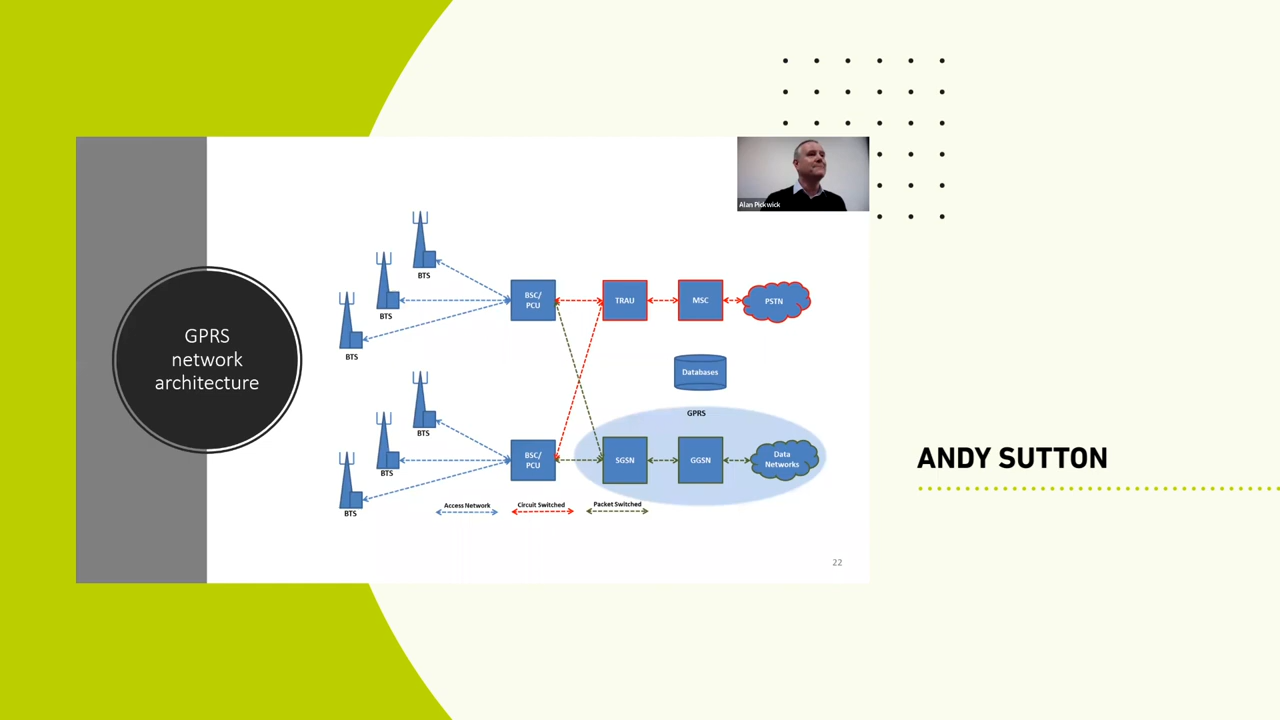 Alan Pickwick
GPRS
network
architecture
BTS
BTS
BTS
BSC/
PCU
TRAU
MSC
PSTN
Databases
GPRS
BTS
BTS
BTS
BSC/
PCU
SGSN
GGSN
Data
Networks
Access Network
Circuit Switched
Packet Switched
22
ANDY SUTTON